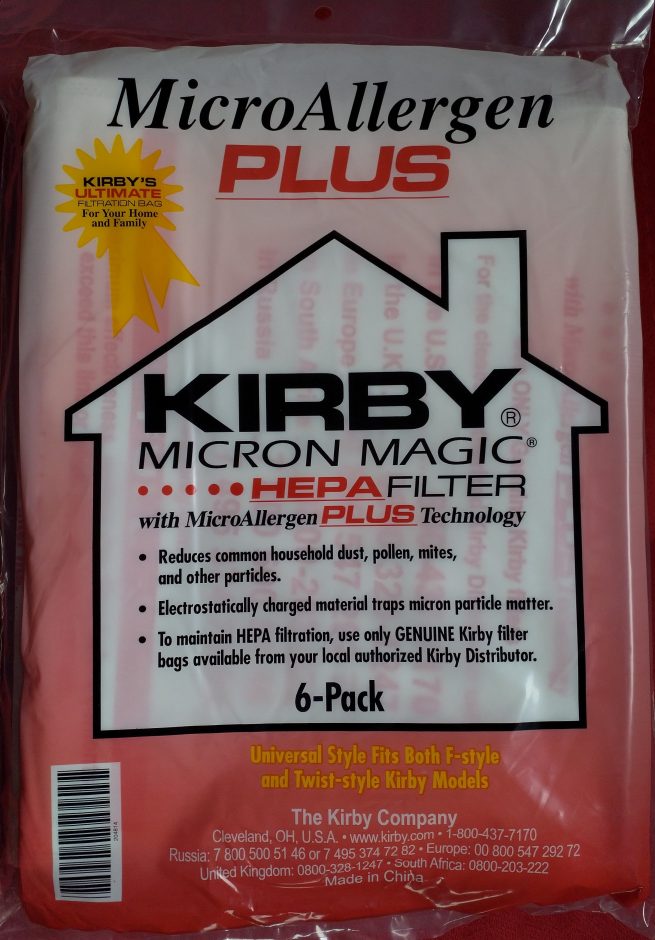 MicroAllergen
PLUS
KIRBY'S
ULTIMATE
FILTRATION BAG
For Your Home
and Family
KIRBY®
MICRON MAGIC®
•••••HEPA FILTER
with MicroAllergen PLUS Technology
• Reduces common household dust, pollen, mites,
and other particles.
• Electrostatically charged material traps micron particle matter.
• To maintain HEPA filtration, use only GENUINE Kirby filter
bags available from your local authorized Kirby Distributor.
6-Pack
Universal Style Fits Both F-style
and Twist-style Kirby Models
204814
The Kirby Company
Cleveland, OH, U.S.A. • www.kirby.com • 1-800-437-7170
Russia: 7 800 500 51 46 or 7 495 374 72 82 • Europe: 00 800 547 292 72
United Kingdom: 0800-328-1247 • South Africa: 0800-203-222
Made in China